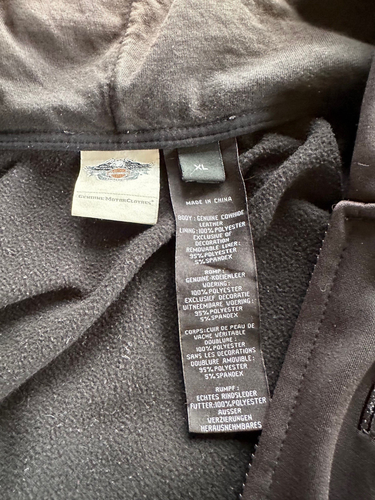 GENUINE MOTORCLOTHES
XL
MADE IN CHINA
BODY: GENUINE COWHIDE
LEATHER
LINING: 100% POLYESTER
EXCLUSIVE OF
DECORATION
REMOVABLE LINER:
95% POLYESTER
5% SPANDEX
ROMP:
GENUINE-KOEIENLEER
VOERING:
100% POLYESTER
EXCLUSIEF DECORATIE
UITNEEMBARE VOERING:
95% POLYESTER
5% SPANDEX
CORPS:CUIR DE PEAU DE
VACHE VÉRITABLE
DOUBLURE:
100% POLYESTER
SANS LES DECORATIONS
DOUBLURE AMOVIBLE:
95% POLYESTER
5% SPANDEX
RUMPF:
ECHTES RINDSLEDER
FUTTER:100% POLYESTER
AUSSER
VERZIERUNGEN
HERAUSNEHMBARES